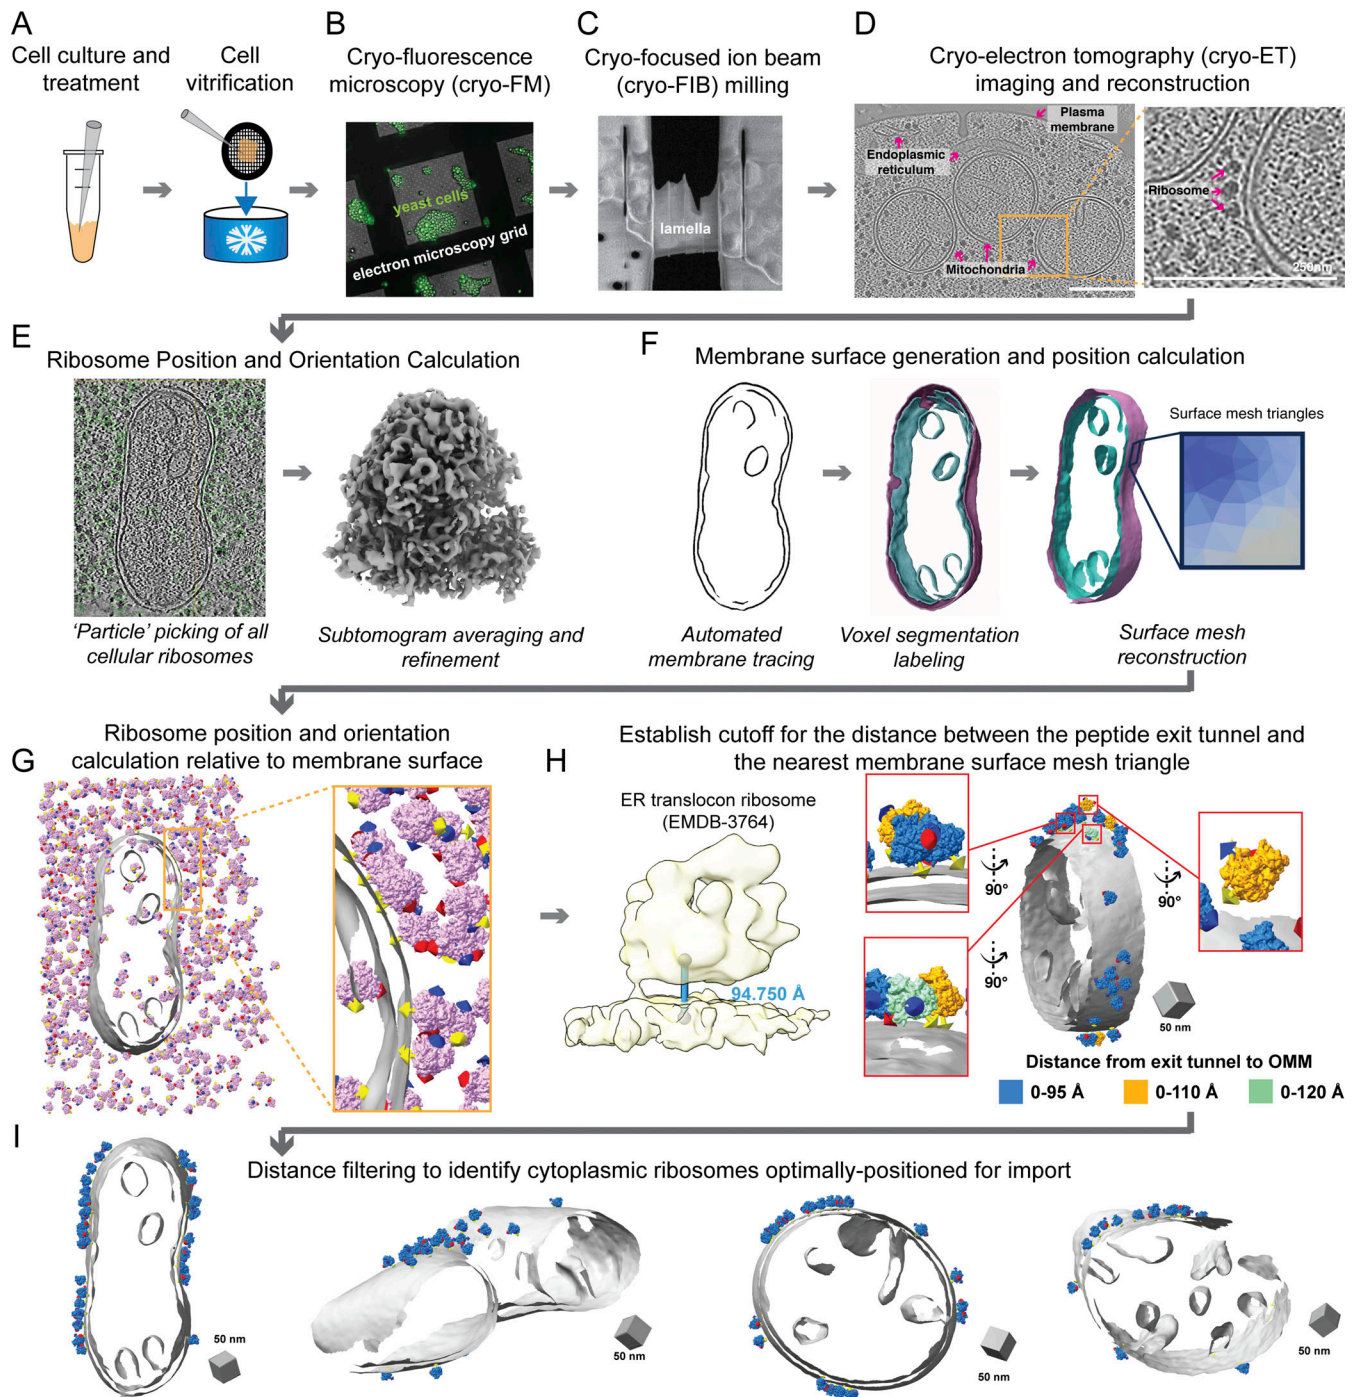 A
Cell culture and
treatment
Cell
vitrification
B
Cryo-fluorescence
microscopy (cryo-FM)
yeast cells
electron microscopy grid
C
Cryo-focused ion beam
(cryo-FIB) milling
lamella
D
Cryo-electron tomography (cryo-ET)
imaging and reconstruction
Plasma
membrane
Endoplasmic
reticulum
Mitochondria
Ribosome
250nm
E
Ribosome Position and Orientation Calculation
'Particle' picking of all
cellular ribosomes
Subtomogram averaging and
refinement
F
Membrane surface generation and position calculation
Surface mesh triangles
Automated
membrane tracing
Voxel segmentation
labeling
Surface mesh
reconstruction
G
Ribosome position and orientation
calculation relative to membrane surface
H
Establish cutoff for the distance between the peptide exit tunnel and
the nearest membrane surface mesh triangle
ER translocon ribosome
(EMDB-3764)
94.750 Å
90°
90°
90°
50 nm
Distance from exit tunnel to OMM
0-95 Å
0-110 Å
0-120 Å
I
Distance filtering to identify cytoplasmic ribosomes optimally-positioned for import
50 nm
50 nm
50 nm
50 nm